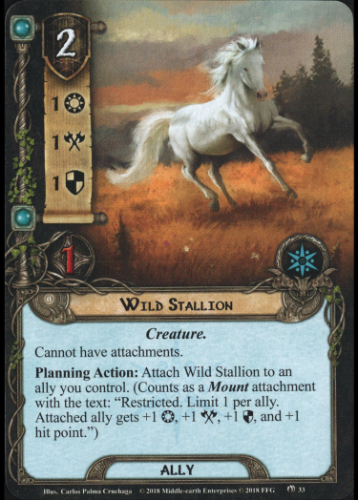 2
1
1
1
1
WILD STALLION
Creature.
Cannot have attachments.
Planning Action: Attach Wild Stallion to an
ally you control. (Counts as a Mount attachment
with the text: “Restricted. Limit 1 per ally.
Attached ally gets +1 , +1 , +1 , and +1
hit point.”)
ALLY
Illus. Carlos Palma Cruchaga © 2018 Middle-earth Enterprises © 2018 FFG 33